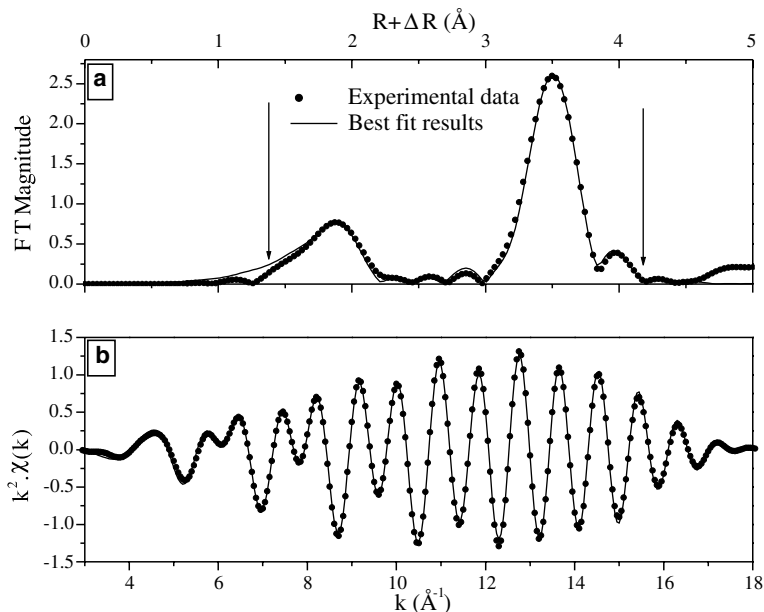 R+ΔR (Å)
0 1 2 3 4 5
a
2.5
2.0
1.5
1.0
0.5
0.0
FT Magnitude
Experimental data
Best fit results
b
1.5
1.0
0.5
0.0
-0.5
-1.0
-1.5
k².χ(k)
4 6 8 10 12 14 16 18
k (Å⁻¹)